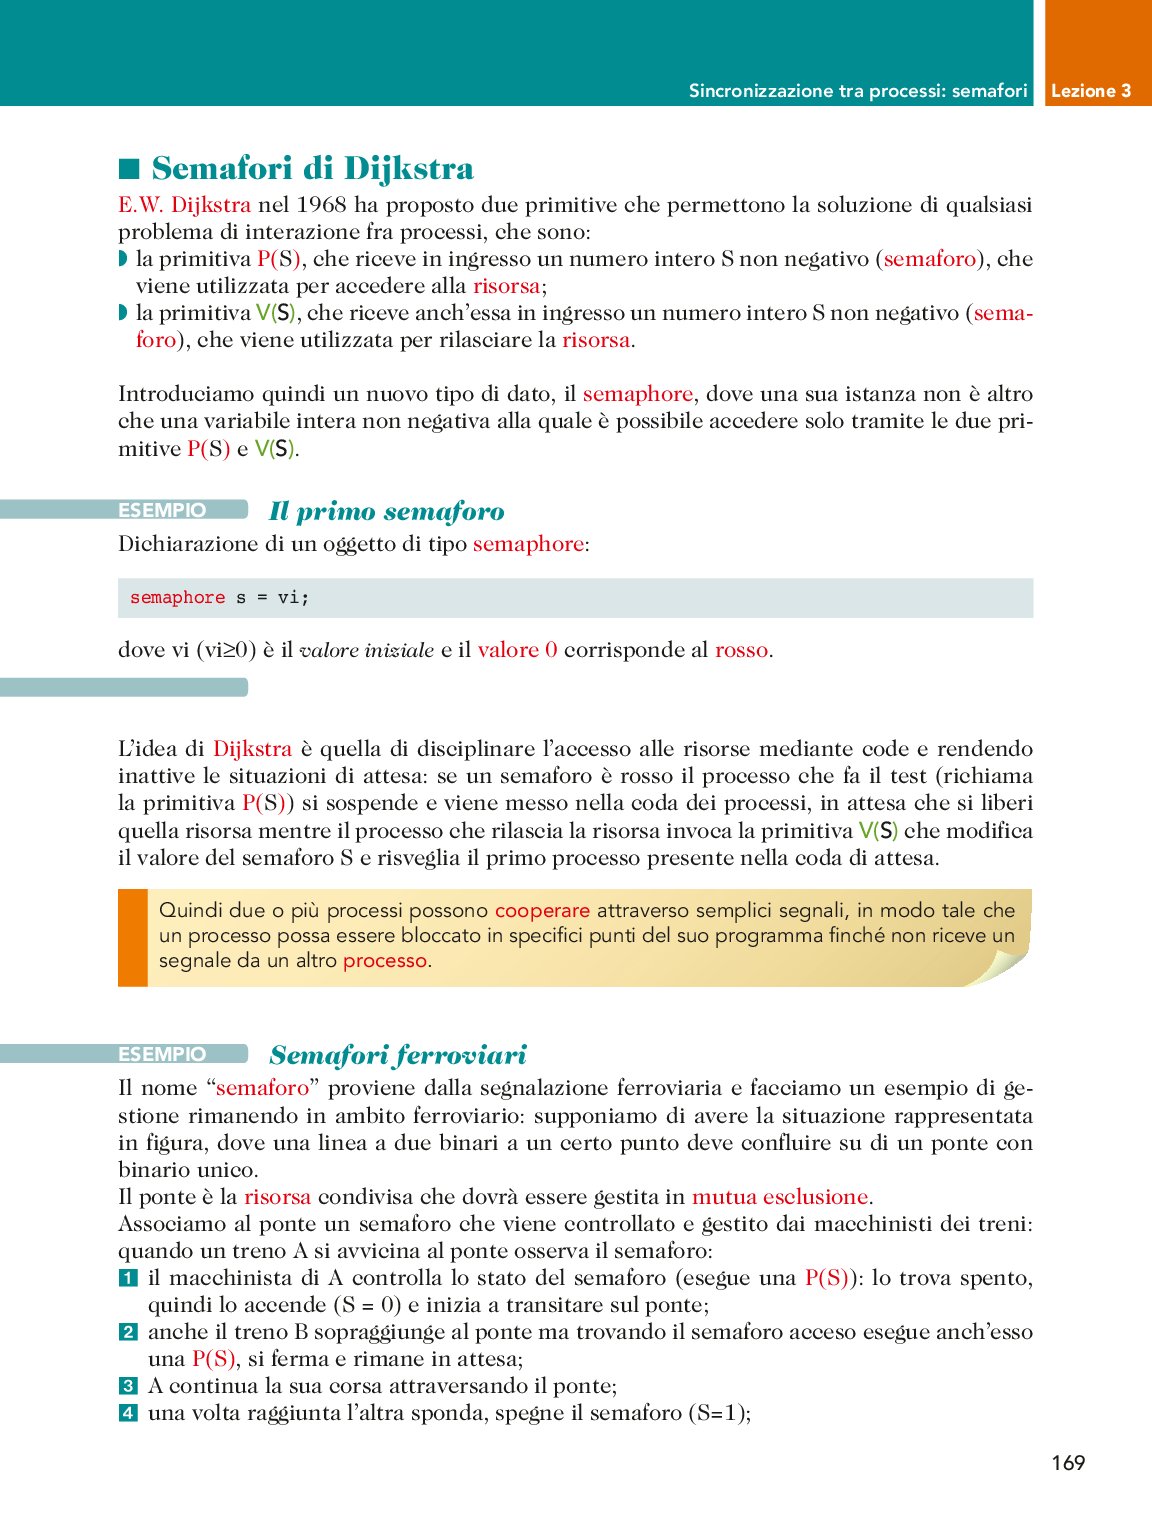 Sincronizzazione tra processi: semafori Lezione 3
■ Semafori di Dijkstra
E.W. Dijkstra nel 1968 ha proposto due primitive che permettono la soluzione di qualsiasi
problema di interazione fra processi, che sono:
◗ la primitiva P(S), che riceve in ingresso un numero intero S non negativo (semaforo), che
viene utilizzata per accedere alla risorsa;
◗ la primitiva V(S), che riceve anch’essa in ingresso un numero intero S non negativo (sema-
foro), che viene utilizzata per rilasciare la risorsa.
Introduciamo quindi un nuovo tipo di dato, il semaphore, dove una sua istanza non è altro
che una variabile intera non negativa alla quale è possibile accedere solo tramite le due pri-
mitive P(S) e V(S).
ESEMPIO Il primo semaforo
Dichiarazione di un oggetto di tipo semaphore:
semaphore s = vi;
dove vi (vi≥0) è il valore iniziale e il valore 0 corrisponde al rosso.
L’idea di Dijkstra è quella di disciplinare l’accesso alle risorse mediante code e rendendo
inattive le situazioni di attesa: se un semaforo è rosso il processo che fa il test (richiama
la primitiva P(S)) si sospende e viene messo nella coda dei processi, in attesa che si liberi
quella risorsa mentre il processo che rilascia la risorsa invoca la primitiva V(S) che modifica
il valore del semaforo S e risveglia il primo processo presente nella coda di attesa.
Quindi due o più processi possono cooperare attraverso semplici segnali, in modo tale che
un processo possa essere bloccato in specifici punti del suo programma finché non riceve un
segnale da un altro processo.
ESEMPIO Semafori ferroviari
Il nome “semaforo” proviene dalla segnalazione ferroviaria e facciamo un esempio di ge-
stione rimanendo in ambito ferroviario: supponiamo di avere la situazione rappresentata
in figura, dove una linea a due binari a un certo punto deve confluire su di un ponte con
binario unico.
Il ponte è la risorsa condivisa che dovrà essere gestita in mutua esclusione.
Associamo al ponte un semaforo che viene controllato e gestito dai macchinisti dei treni:
quando un treno A si avvicina al ponte osserva il semaforo:
1 il macchinista di A controlla lo stato del semaforo (esegue una P(S)): lo trova spento,
quindi lo accende (S = 0) e inizia a transitare sul ponte;
2 anche il treno B sopraggiunge al ponte ma trovando il semaforo acceso esegue anch’esso
una P(S), si ferma e rimane in attesa;
3 A continua la sua corsa attraversando il ponte;
4 una volta raggiunta l’altra sponda, spegne il semaforo (S=1);
169